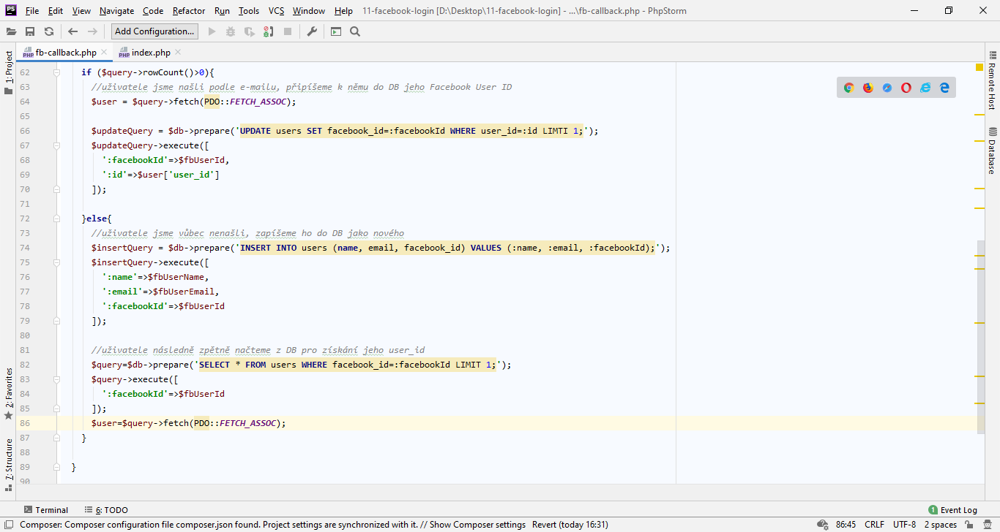 File Edit View Navigate Code Refactor Run Tools VCS Window Help 11-facebook-login [D:\Desktop\11-facebook-login] - ...\fb-callback.php - PhpStorm
Add Configuration...
fb-callback.php index.php
1: Project
Remote Host
Database
62 if ($query->rowCount()>0){
63 //uživatele jsme našli podle e-mailu, připíšeme k němu do DB jeho Facebook User ID
64 $user = $query->fetch(PDO::FETCH_ASSOC);
65
66 $updateQuery = $db->prepare('UPDATE users SET facebook_id=:facebookId WHERE user_id=:id LIMTI 1;');
67 $updateQuery->execute([
68 ':facebookId'=>$fbUserId,
69 ':id'=>$user['user_id']
70 ]);
71
72 }else{
73 //uživatele jsme vůbec nenašli, zapíšeme ho do DB jako nového
74 $insertQuery = $db->prepare('INSERT INTO users (name, email, facebook_id) VALUES (:name, :email, :facebookId);');
75 $insertQuery->execute([
76 ':name'=>$fbUserName,
77 ':email'=>$fbUserEmail,
78 ':facebookId'=>$fbUserId
79 ]);
80
81 //uživatele následně zpětně načteme z DB pro získání jeho user_id
82 $query=$db->prepare('SELECT * FROM users WHERE facebook_id=:facebookId LIMIT 1;');
83 $query->execute([
84 ':facebookId'=>$fbUserId
85 ]);
86 $user=$query->fetch(PDO::FETCH_ASSOC);
87 }
88
89 }
90
2: Favorites
7: Structure
Terminal 6: TODO 1 Event Log
Composer: Composer configuration file composer.json found. Project settings are synchronized with it. // Show Composer settings Revert (today 16:31) 86:45 CRLF UTF-8 2 spaces